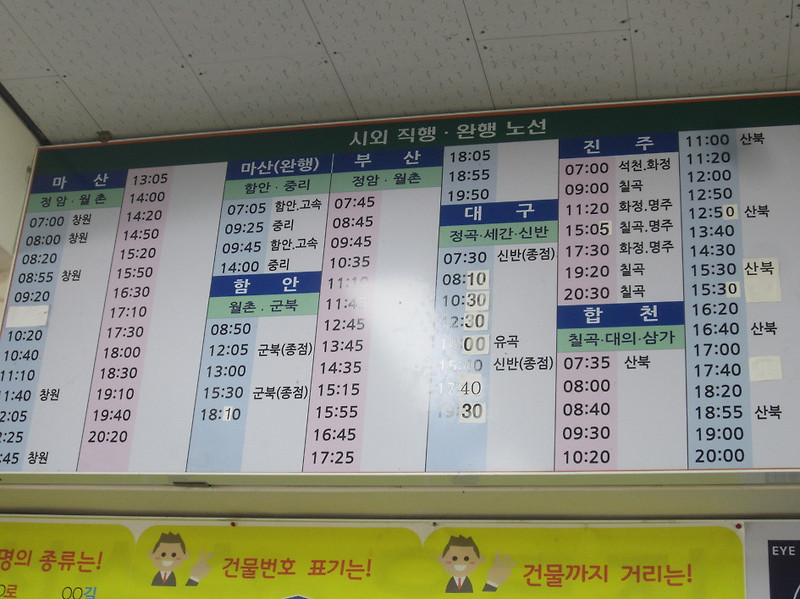 시외 직행 · 완행 노선
마 산
정암 · 월촌
07:00 창원
08:00 창원
08:20
08:55 창원
09:20
10:20
10:40
11:10
11:40 창원
창원
13:05
14:00
14:20
14:50
15:20
15:50
16:30
17:10
17:30
18:00
18:30
19:10
19:40
20:20
마산(완행)
함안 · 중리
07:05 함안.고속
09:25 중리
09:45 함안.고속
14:00 중리
함 안
월촌 . 군북
08:50
12:05 군북(종점)
13:00
15:30 군북(종점)
18:10
부 산
정암 · 월촌
07:45
08:45
09:45
10:35
12:45
13:45
14:35
15:15
15:55
16:45
17:25
18:05
18:55
19:50
대 구
정곡·세간·신반
07:30 신반(종점)
08:10
10:30
12:30
:00 유곡
신반(종점)
17:40
19:30
진 주
07:00 석천.화정
09:00 칠곡
11:20 화정.명주
15:05 칠곡.명주
17:30 화정.명주
19:20 칠곡
20:30 칠곡
합 천
칠곡·대의·삼가
07:35 산북
08:00
08:40
09:30
10:20
11:00 산북
11:20
12:00
12:50
12:50 산북
13:40
14:30
15:30 산북
15:30
16:20
16:40 산북
17:00
17:40
18:20
18:55 산북
19:00
20:00
명의 종류는!
로 OO길
건물번호 표기는!
건물까지 거리는!
EYE